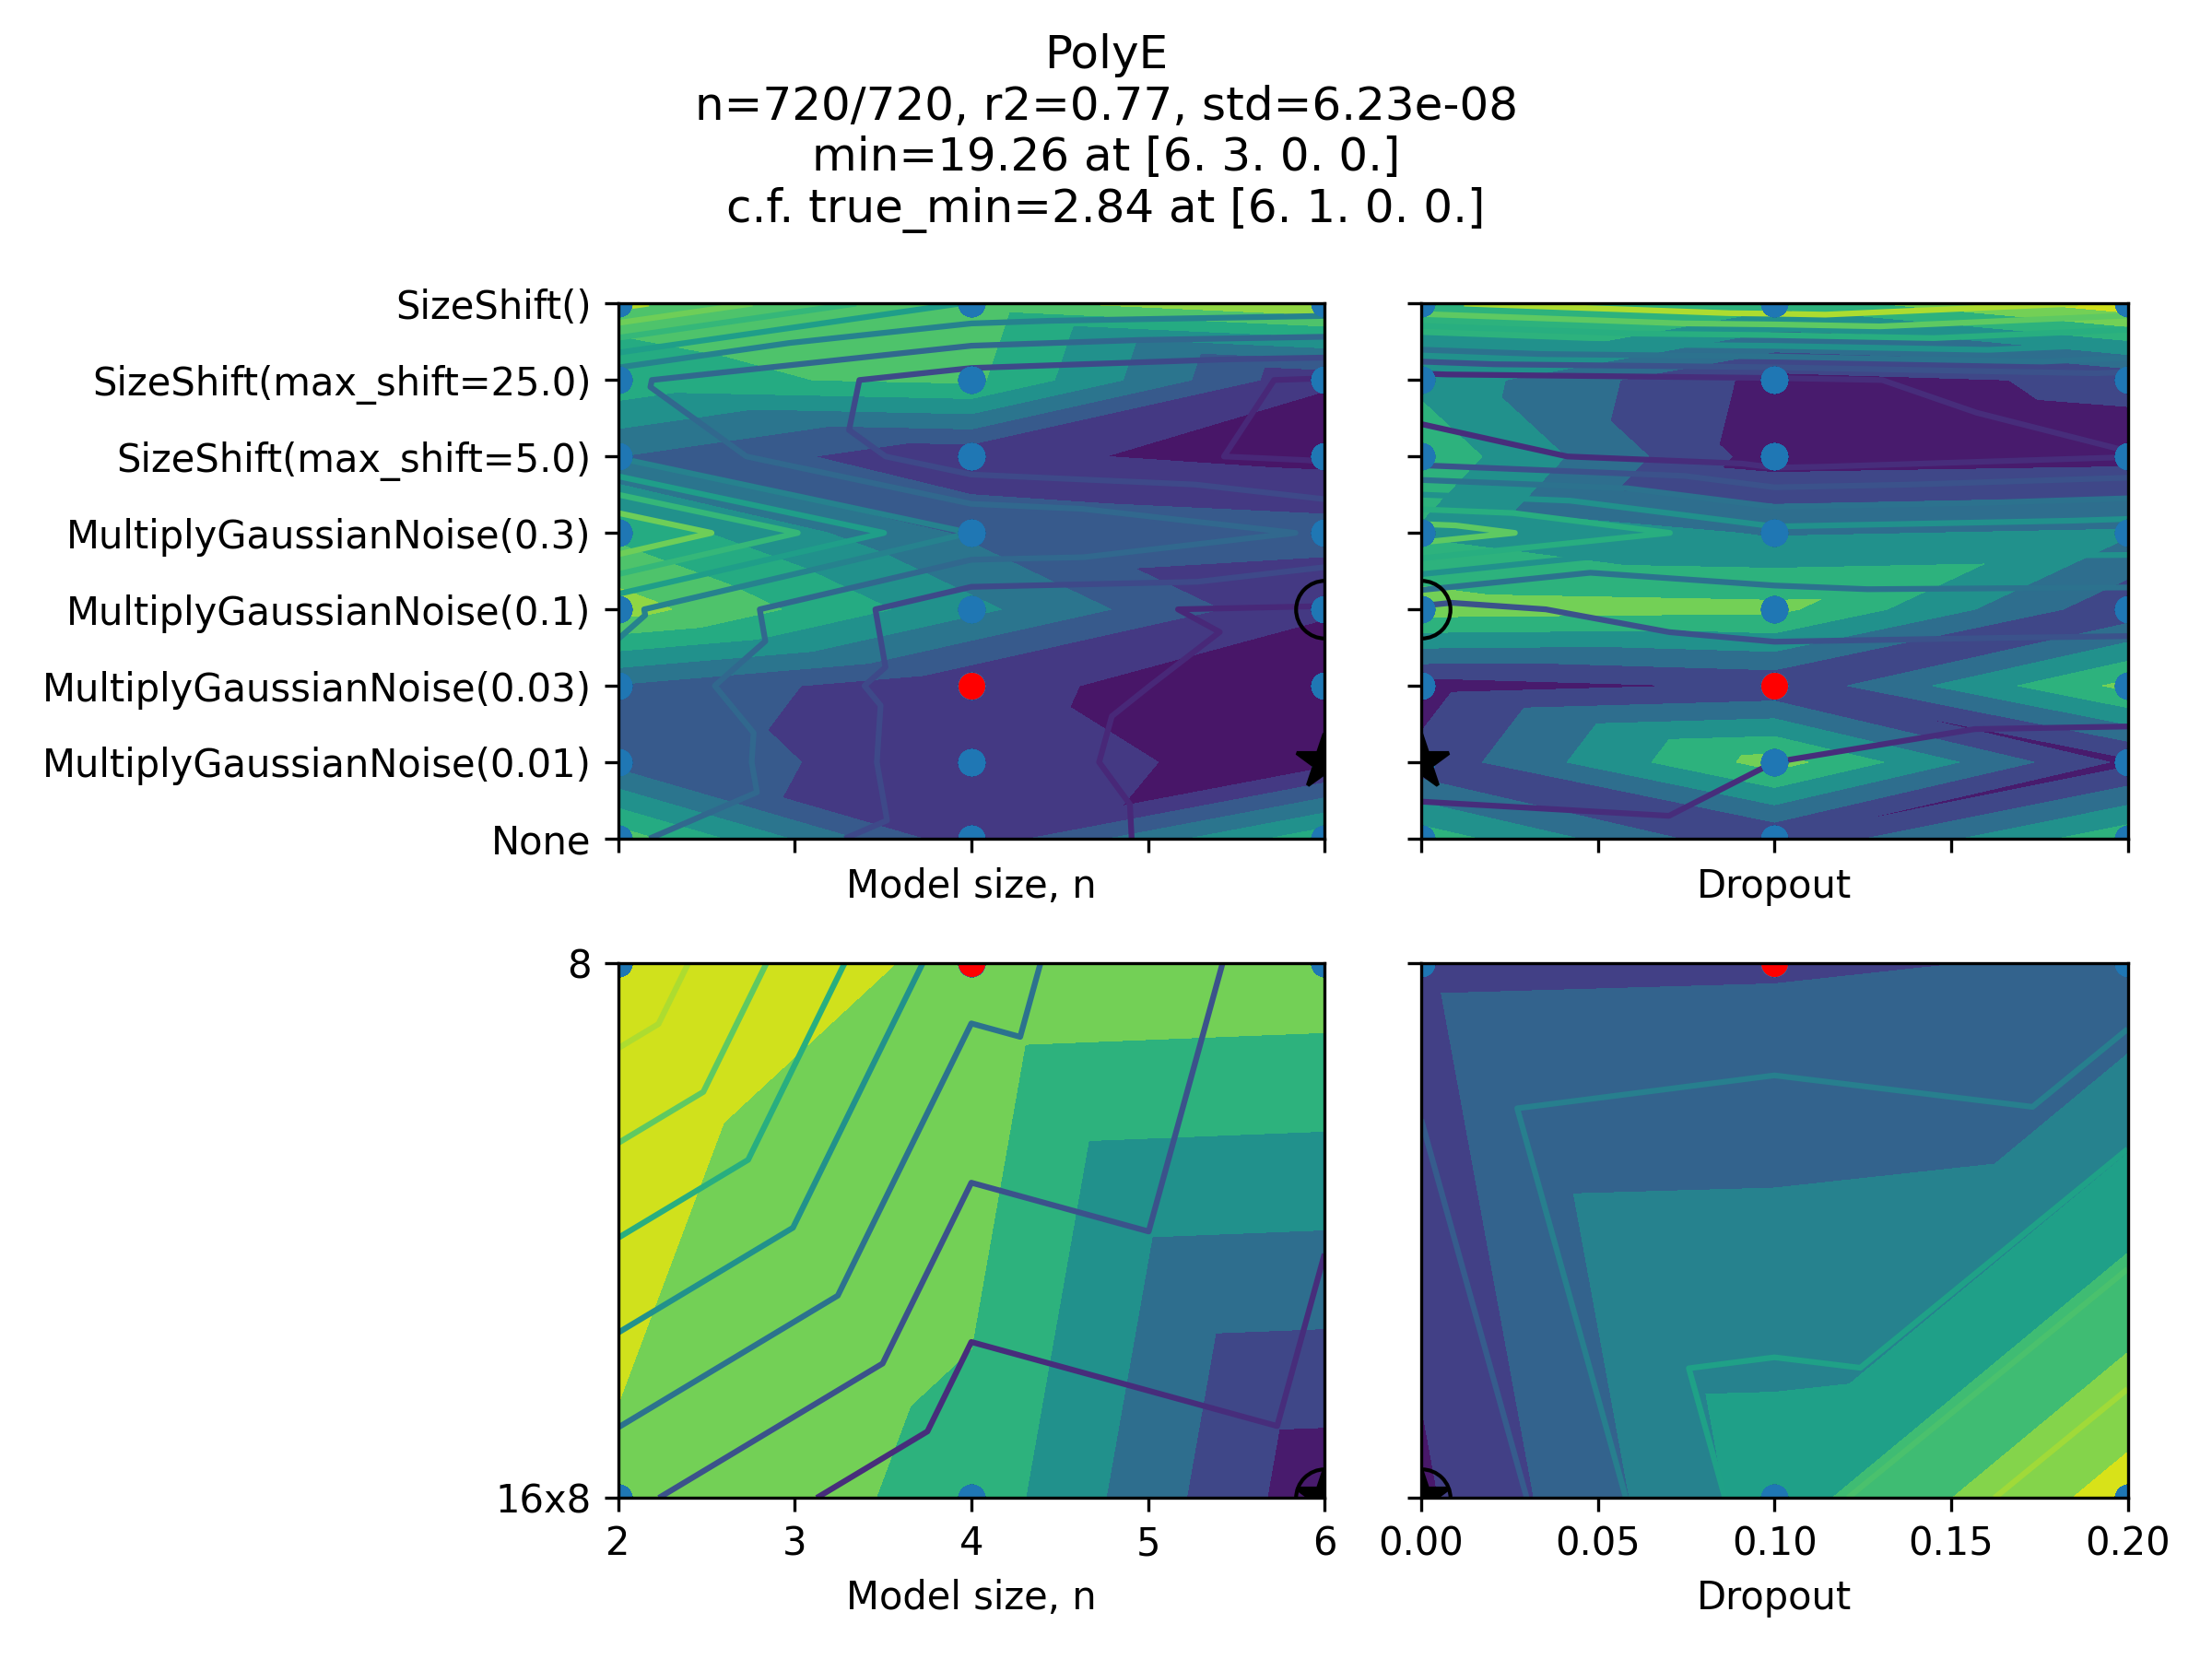 PolyE
n=720/720, r2=0.77, std=6.23e-08
min=19.26 at [6. 3. 0. 0.]
c.f. true_min=2.84 at [6. 1. 0. 0.]
SizeShift()
SizeShift(max_shift=25.0)
SizeShift(max_shift=5.0)
MultiplyGaussianNoise(0.3)
MultiplyGaussianNoise(0.1)
MultiplyGaussianNoise(0.03)
MultiplyGaussianNoise(0.01)
None
Model size, n
Dropout
8
16x8
2 3 4 5 6
0.00 0.05 0.10 0.15 0.20
Model size, n
Dropout